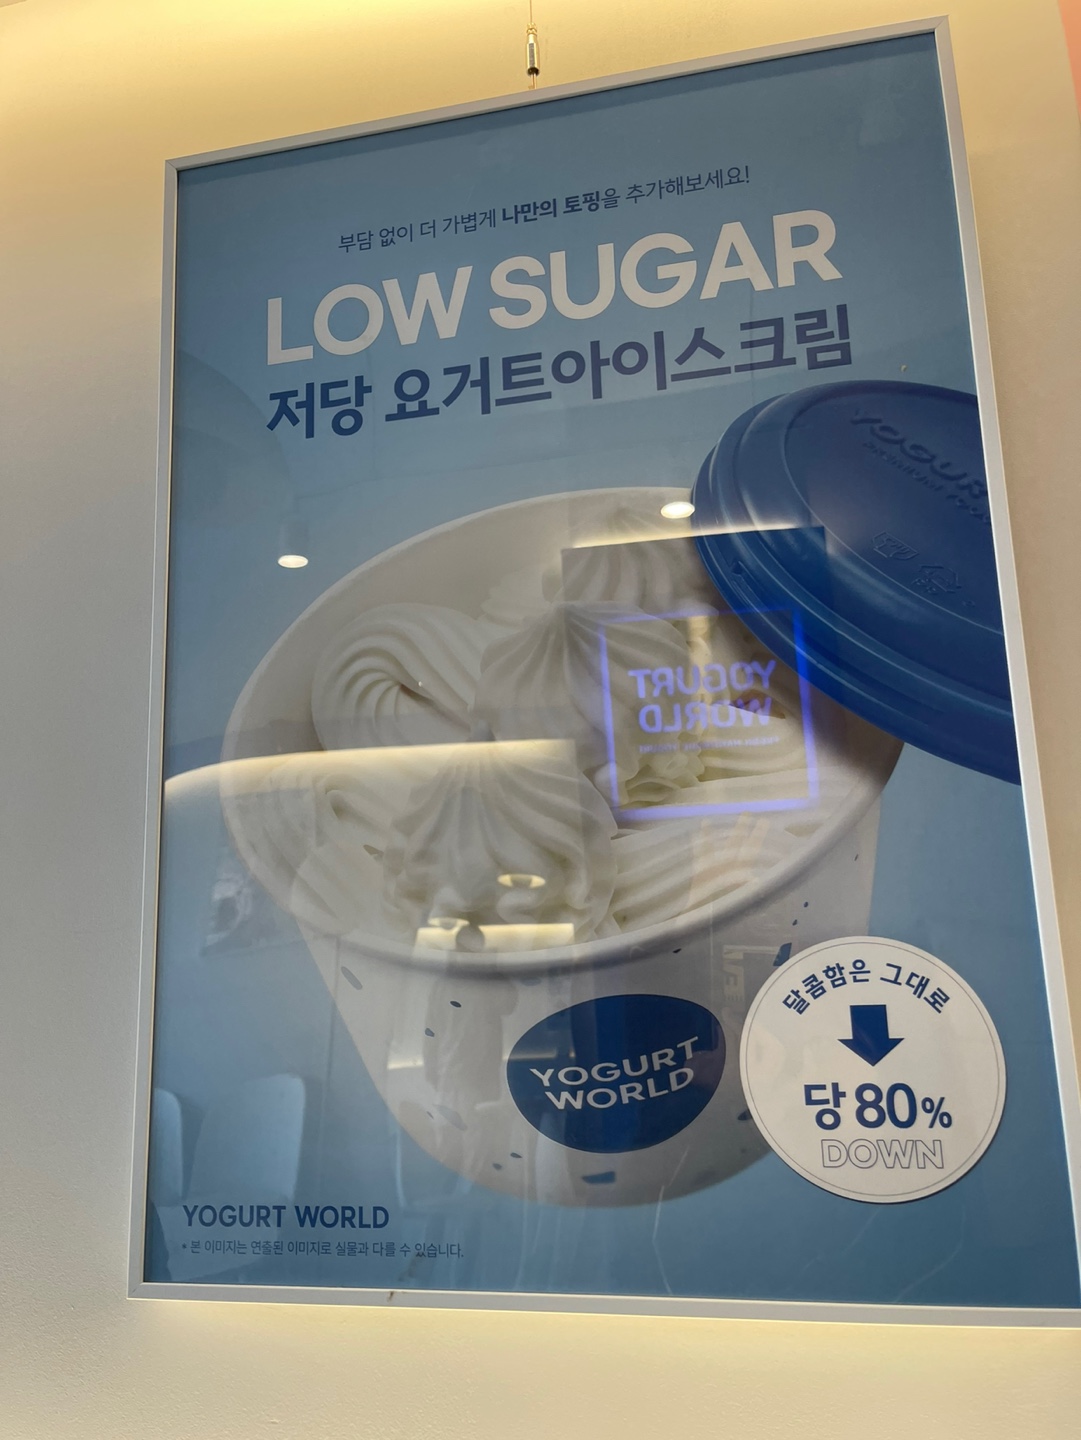 부담 없이 더 가볍게 나만의 토핑을 추가해보세요!
LOW SUGAR
저당 요거트아이스크림
YOGURT
YOGURT
WORLD
YOGURT
WORLD
달콤함은 그대로
당 80%
DOWN
YOGURT WORLD
* 본 이미지는 연출된 이미지로 실물과 다를 수 있습니다.